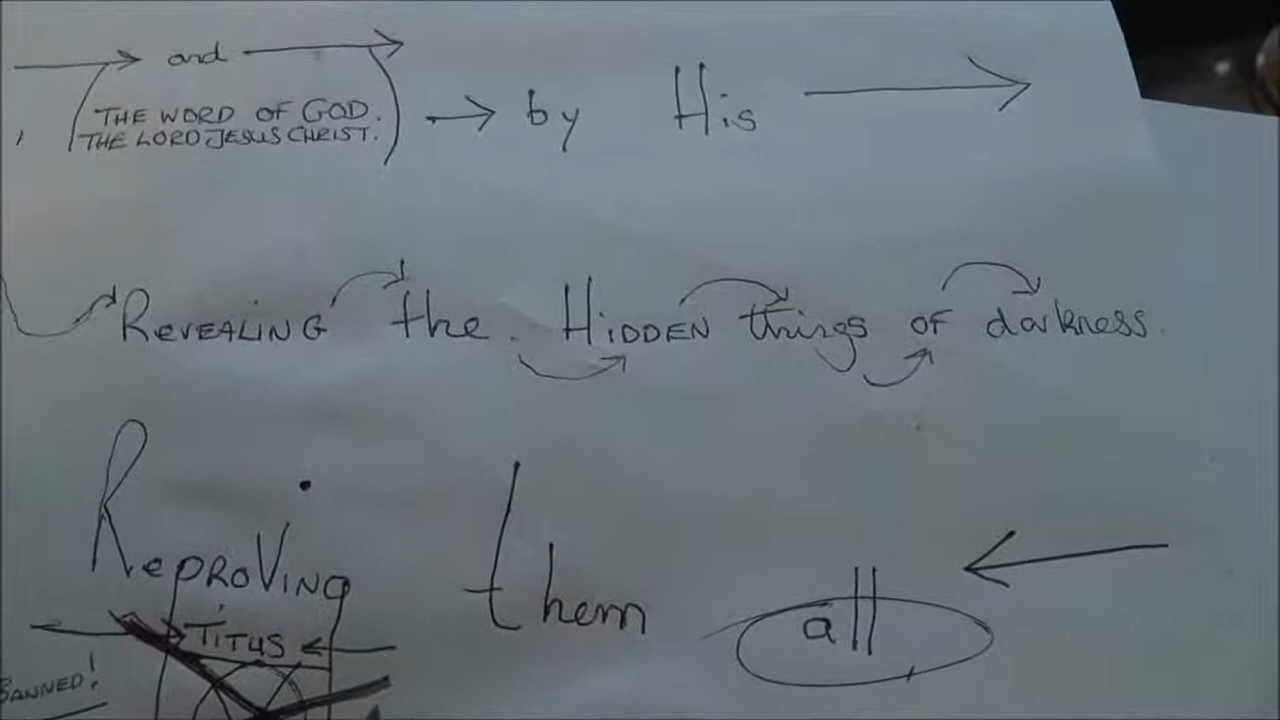 and
THE WORD OF GOD.
THE LORD JESUS CHRIST.
by His
REVEALING the. HIDDEN things OF darkness.
REPROVING them all
TITUS
BANNED!